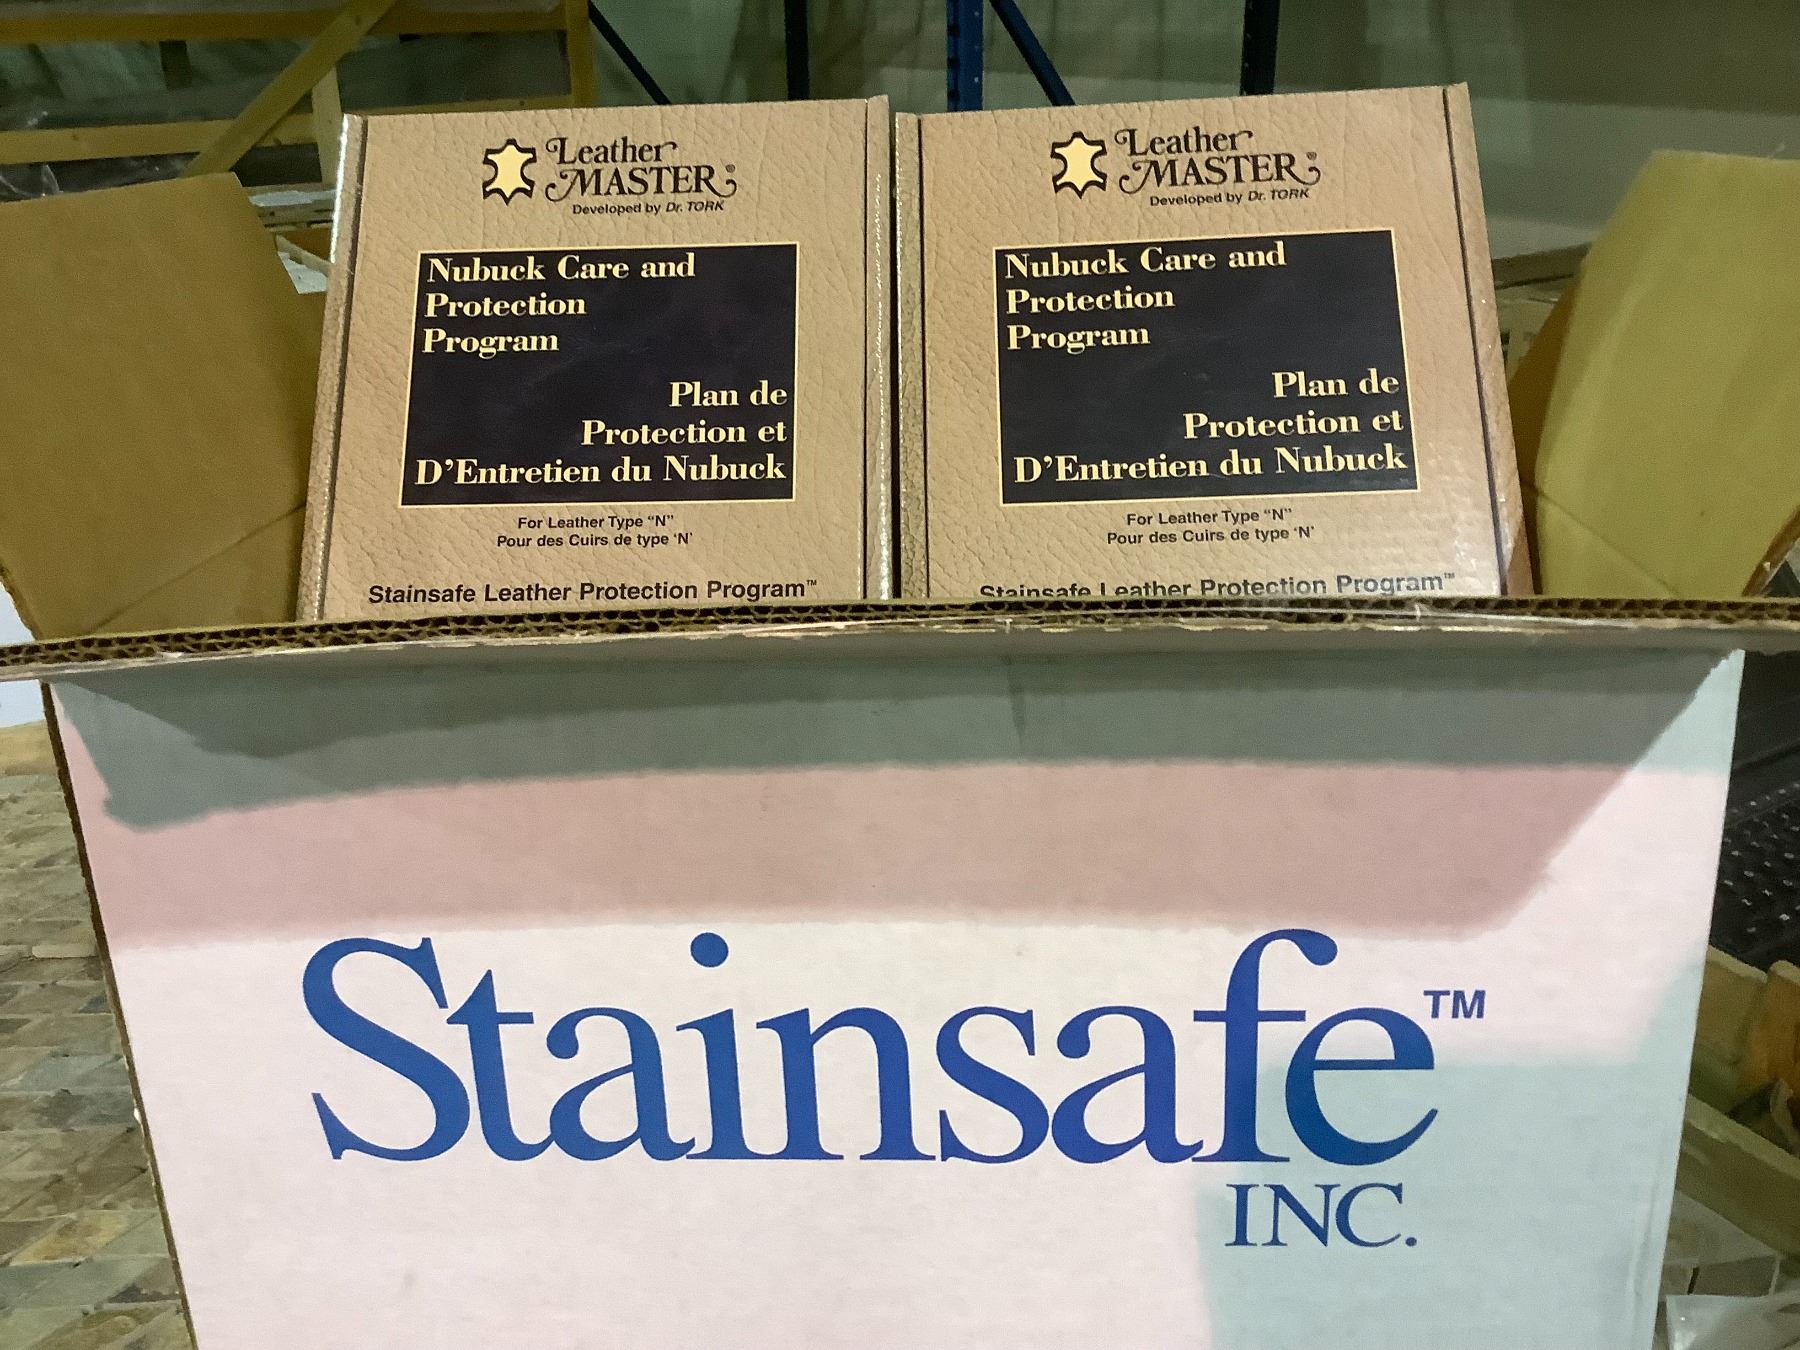 Leather
MASTER®
Developed by Dr. TORK
Nubuck Care and
Protection
Program
Plan de
Protection et
D'Entretien du Nubuck
For Leather Type "N"
Pour des Cuirs de type 'N'
Stainsafe Leather Protection Program™
Leather
MASTER®
Developed by Dr. TORK
Nubuck Care and
Protection
Program
Plan de
Protection et
D'Entretien du Nubuck
For Leather Type "N"
Pour des Cuirs de type 'N'
Stainsafe Leather Protection Program™
Stainsafe™
INC.